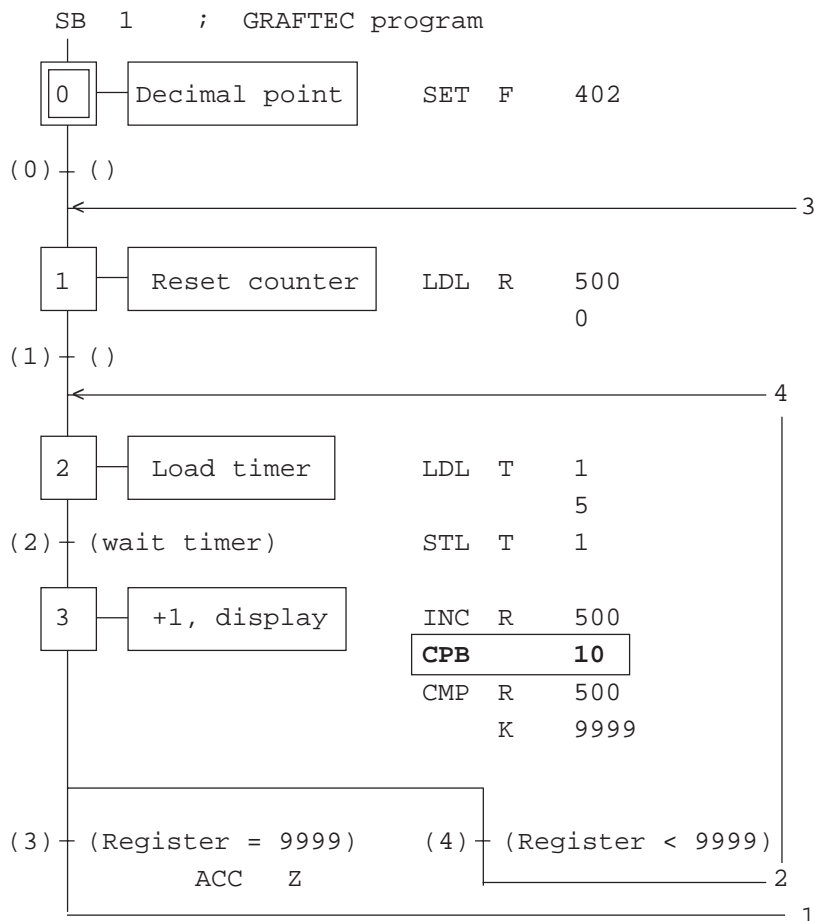 SB 1 ; GRAFTEC program
0 Decimal point SET F 402
(0) ()
3
1 Reset counter LDL R 500
0
(1) ()
4
2 Load timer LDL T 1
5
(2) (wait timer) STL T 1
3 +1, display INC R 500
CPB 10
CMP R 500
K 9999
(3) (Register = 9999) (4) (Register < 9999)
ACC Z
2
1